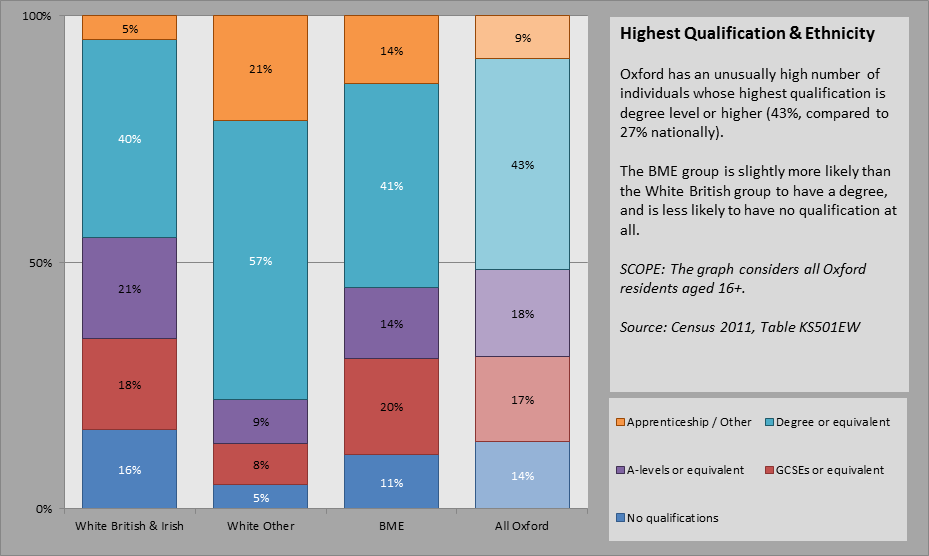 100%
50%
0%
5%
40%
21%
18%
16%
21%
57%
9%
8%
5%
14%
41%
14%
20%
11%
9%
43%
18%
17%
14%
White British & Irish
White Other
BME
All Oxford
Highest Qualification & Ethnicity
Oxford has an unusually high number of
individuals whose highest qualification is
degree level or higher (43%, compared to
27% nationally).
The BME group is slightly more likely than
the White British group to have a degree,
and is less likely to have no qualification at
all.
SCOPE: The graph considers all Oxford
residents aged 16+.
Source: Census 2011, Table KS501EW
Apprenticeship / Other
Degree or equivalent
A-levels or equivalent
GCSEs or equivalent
No qualifications